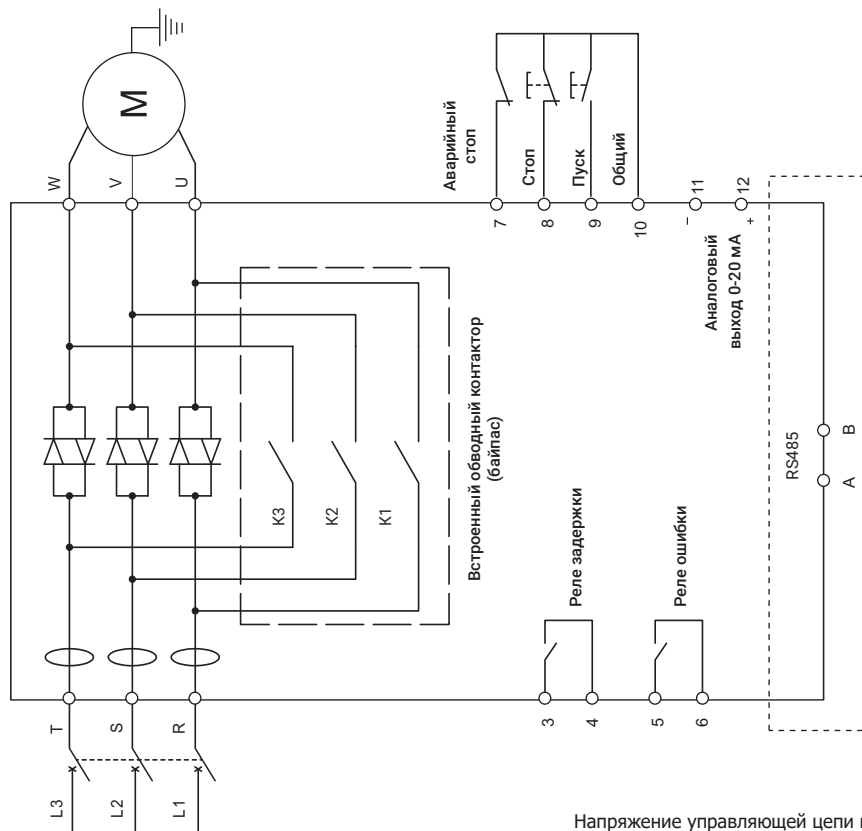 L3
L2
L1
T
S
R
W
V
U
M
K3
K2
K1
Встроенный обводный контактор
(байпас)
Аварийный
стоп
Стоп
Пуск
Общий
7
8
9
10
11
12
−
+
Аналоговый
выход 0-20 мА
3
4
5
6
Реле задержки
Реле ошибки
RS485
A
B
Напряжение управляющей цепи